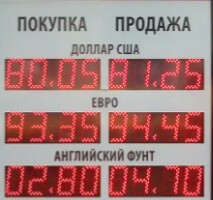 ПОКУПКА ПРОДАЖА
ДОЛЛАР США
80.05 81.25
ЕВРО
93.35 94.45
АНГЛИЙСКИЙ ФУНТ
02.80 04.70